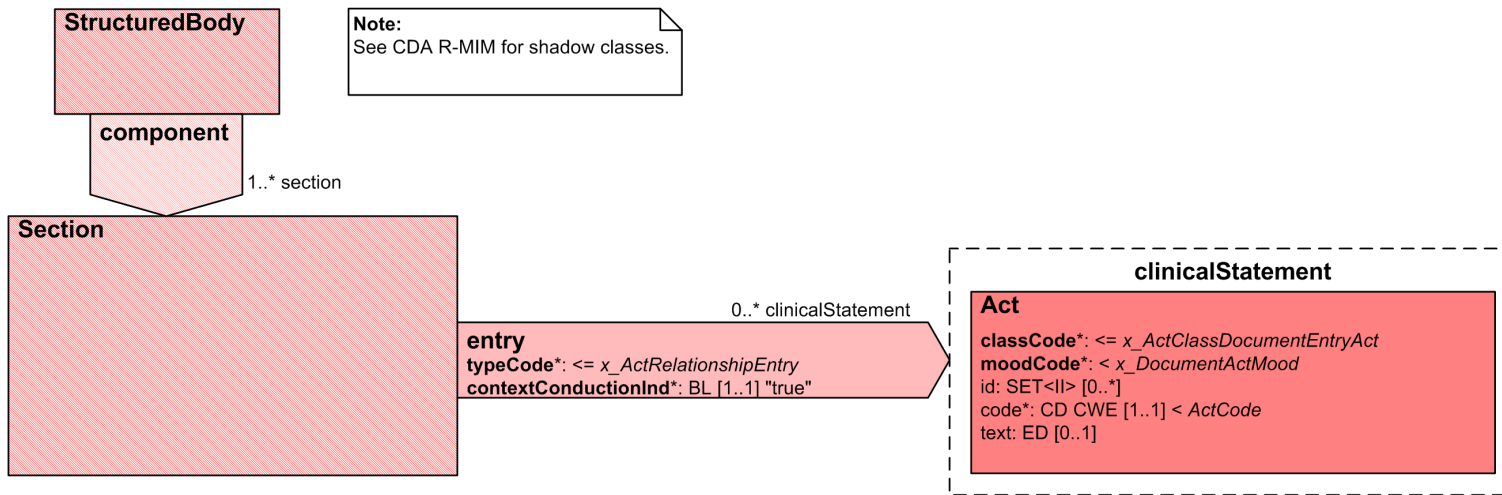 StructuredBody
Note:
See CDA R-MIM for shadow classes.
component
1..* section
Section
clinicalStatement
0..* clinicalStatement
Act
entry
typeCode*: <= x_ActRelationshipEntry
contextConductionInd*: BL [1..1] "true"
classCode*: <= x_ActClassDocumentEntryAct
moodCode*: < x_DocumentActMood
id: SET<II> [0..*]
code*: CD CWE [1..1] < ActCode
text: ED [0..1]